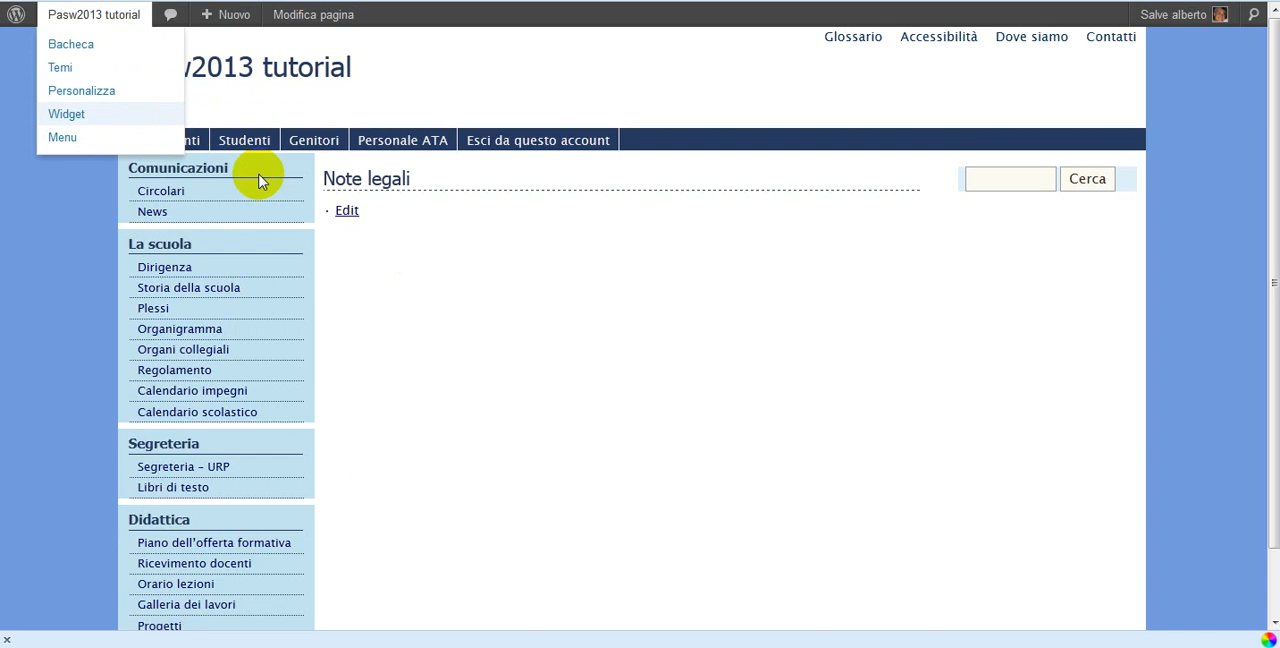 Pasw2013 tutorial
Nuovo
Modifica pagina
Salve alberto
Bacheca
Temi
Personalizza
Widget
Menu
Glossario Accessibilità Dove siamo Contatti
w2013 tutorial
nti Studenti Genitori Personale ATA Esci da questo account
Comunicazioni
Circolari
News
La scuola
Dirigenza
Storia della scuola
Plessi
Organigramma
Organi collegiali
Regolamento
Calendario impegni
Calendario scolastico
Segreteria
Segreteria – URP
Libri di testo
Didattica
Piano dell'offerta formativa
Ricevimento docenti
Orario lezioni
Galleria dei lavori
Progetti
Note legali
· Edit
Cerca